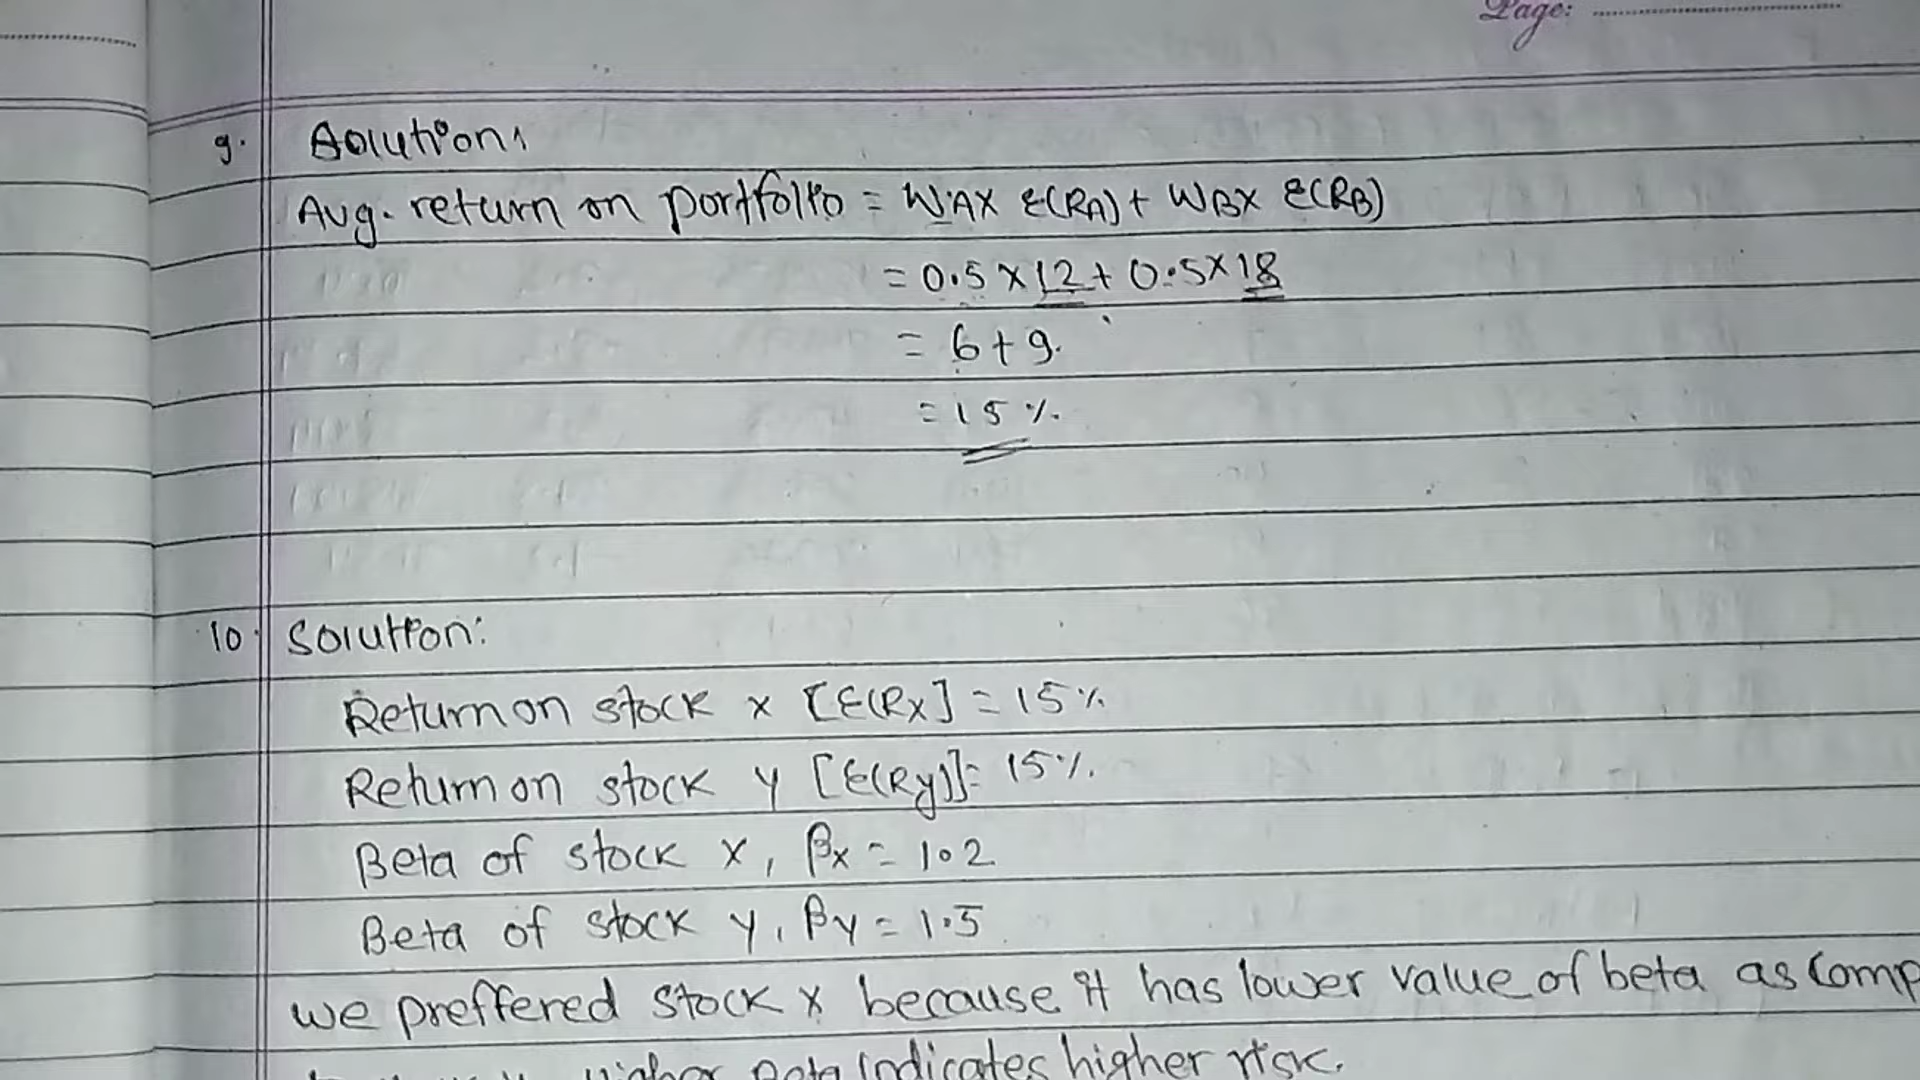 Page:
9. Solution:
Avg. return on portfolio = WA× E(RA) + WB× E(RB)
= 0.5 × 12 + 0.5 × 18
= 6 + 9.
= 15 %
10. Solution:
Return on stock x [E(Rx] = 15%
Return on stock y [E(Ry)] = 15%.
Beta of stock x, βx = 1.2
Beta of stock y, βy = 1.5
we preffered stock x because it has lower value of beta as comp
Higher Beta indicates higher risk.